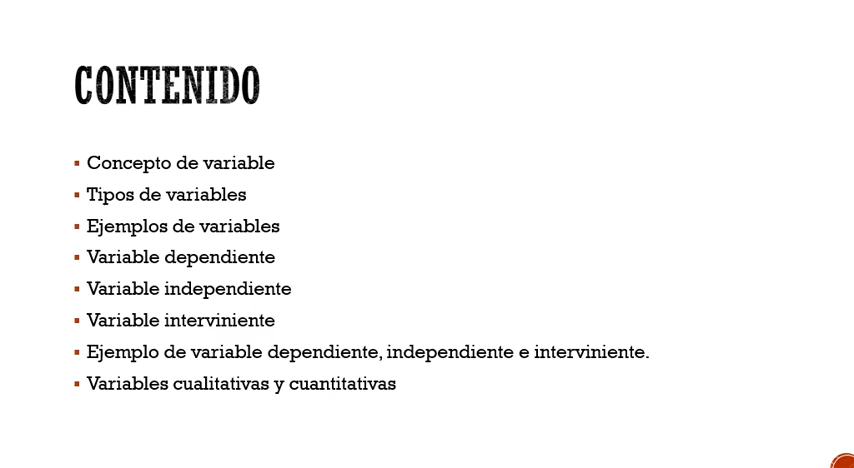 CONTENIDO
▪ Concepto de variable
▪ Tipos de variables
▪ Ejemplos de variables
▪ Variable dependiente
▪ Variable independiente
▪ Variable interviniente
▪ Ejemplo de variable dependiente, independiente e interviniente.
▪ Variables cualitativas y cuantitativas